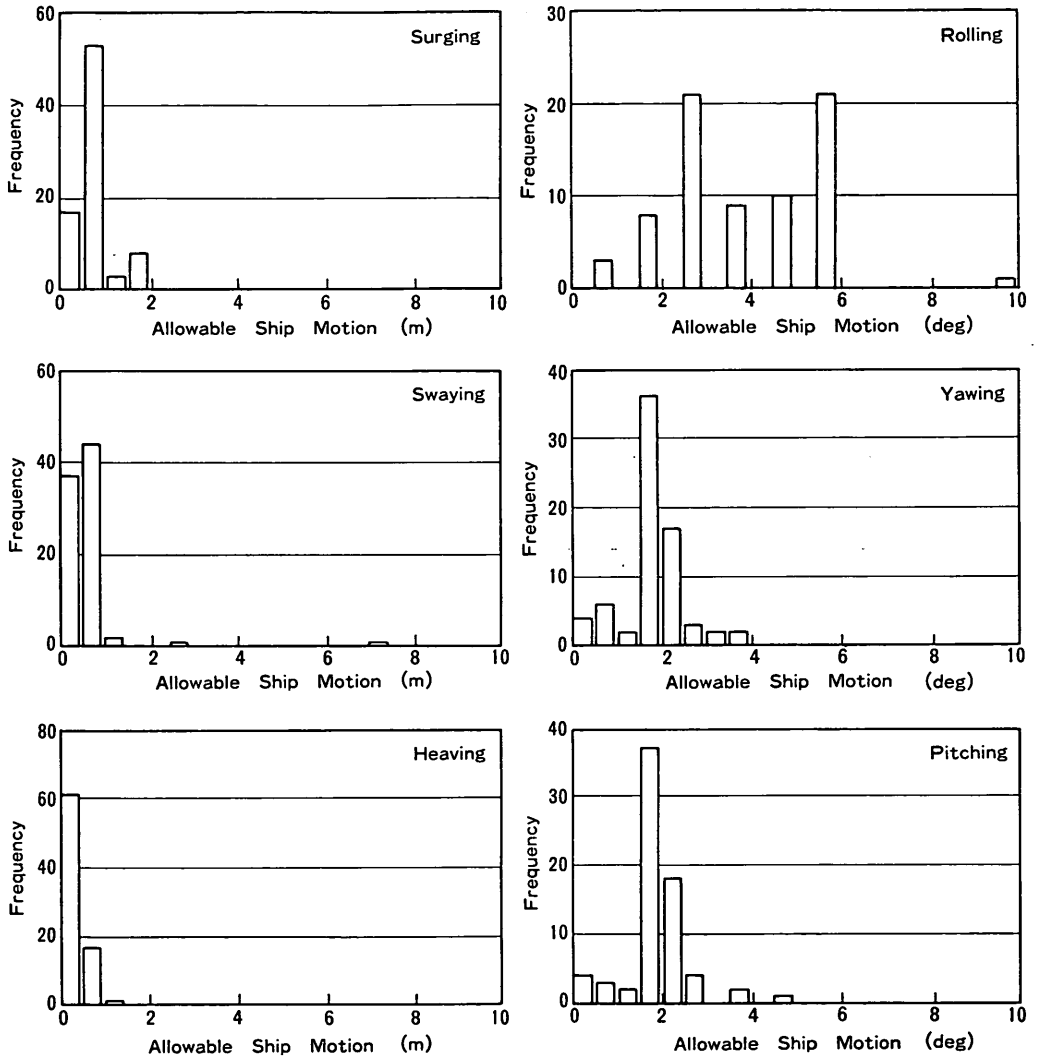 Surging
Frequency
60
40
20
0
0 2 4 6 8 10
Allowable Ship Motion (m)
Rolling
Frequency
30
20
10
0
0 2 4 6 8 10
Allowable Ship Motion (deg)
Swaying
Frequency
60
40
20
0
0 2 4 6 8 10
Allowable Ship Motion (m)
Yawing
Frequency
40
30
20
10
0
0 2 4 6 8 10
Allowable Ship Motion (deg)
Heaving
Frequency
80
60
40
20
0
0 2 4 6 8 10
Allowable Ship Motion (m)
Pitching
Frequency
40
30
20
10
0
0 2 4 6 8 10
Allowable Ship Motion (deg)